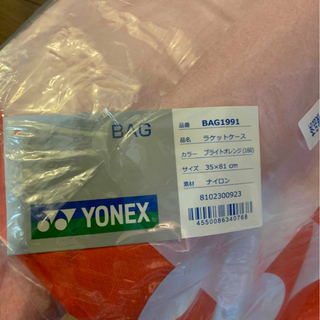 BAG
品番 BAG1991
品名 ラケットケース
カラー ブライトオレンジ(160)
サイズ 35×81 cm
素材 ナイロン
8102300923
4550086340768
YONEX